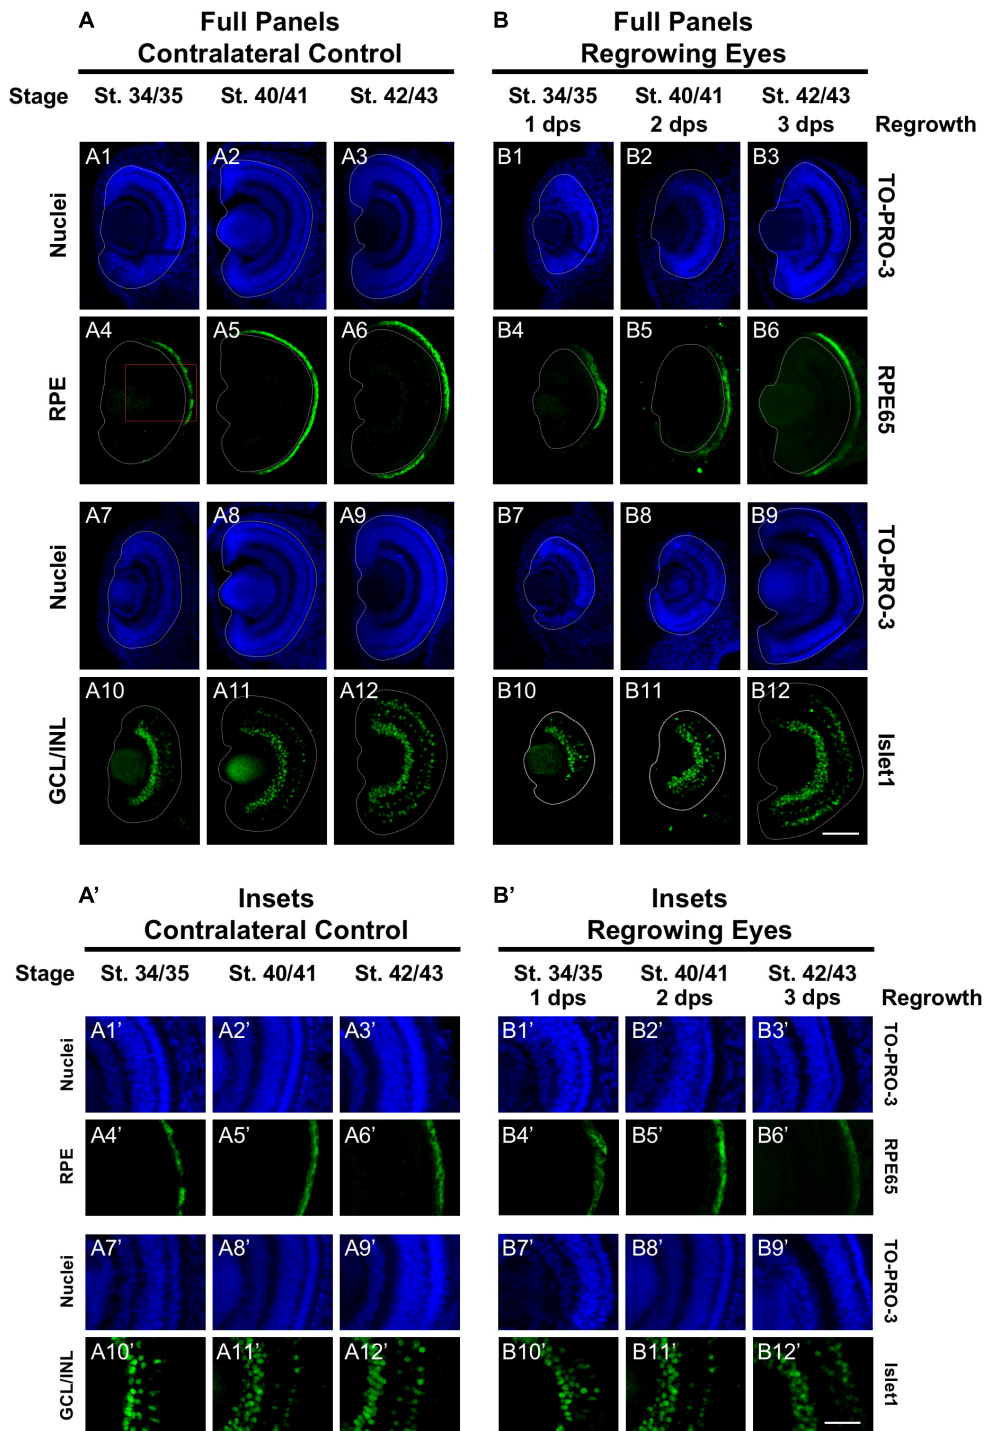 A
Full Panels
Contralateral Control
B
Full Panels
Regrowing Eyes
Stage St. 34/35 St. 40/41 St. 42/43
St. 34/35 St. 40/41 St. 42/43
1 dps 2 dps 3 dps Regrowth
Nuclei A1 A2 A3 B1 B2 B3 TO-PRO-3
RPE A4 A5 A6 B4 B5 B6 RPE65
Nuclei A7 A8 A9 B7 B8 B9 TO-PRO-3
GCL/INL A10 A11 A12 B10 B11 B12 Islet1
A’
Insets
Contralateral Control
B’
Insets
Regrowing Eyes
Stage St. 34/35 St. 40/41 St. 42/43
St. 34/35 St. 40/41 St. 42/43
1 dps 2 dps 3 dps Regrowth
Nuclei A1’ A2’ A3’ B1’ B2’ B3’ TO-PRO-3
RPE A4’ A5’ A6’ B4’ B5’ B6’ RPE65
Nuclei A7’ A8’ A9’ B7’ B8’ B9’ TO-PRO-3
GCL/INL A10’ A11’ A12’ B10’ B11’ B12’ Islet1